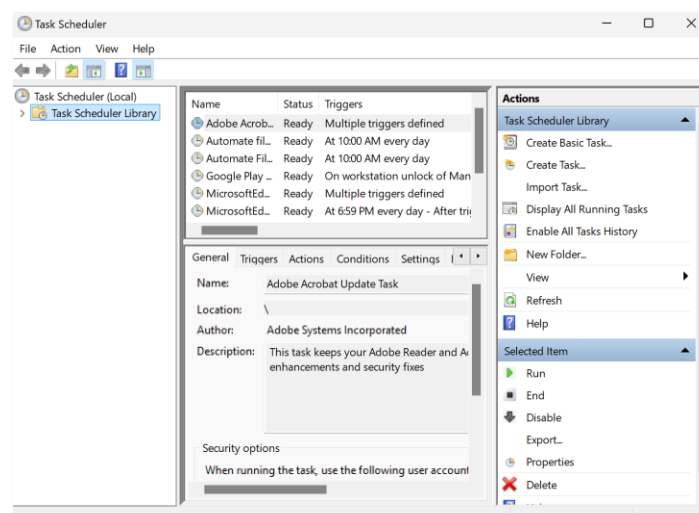 Task Scheduler
File Action View Help
Task Scheduler (Local)
Task Scheduler Library
Name Status Triggers
Adobe Acrob... Ready Multiple triggers defined
Automate fil... Ready At 10:00 AM every day
Automate Fil... Ready At 10:00 AM every day
Google Play ... Ready On workstation unlock of Man
MicrosoftEd... Ready Multiple triggers defined
MicrosoftEd... Ready At 6:59 PM every day - After trig
General Triggers Actions Conditions Settings
Name: Adobe Acrobat Update Task
Location: \
Author: Adobe Systems Incorporated
Description: This task keeps your Adobe Reader and A
enhancements and security fixes
Security options
When running the task, use the following user account
Actions
Task Scheduler Library
Create Basic Task...
Create Task...
Import Task...
Display All Running Tasks
Enable All Tasks History
New Folder...
View
Refresh
Help
Selected Item
Run
End
Disable
Export...
Properties
Delete